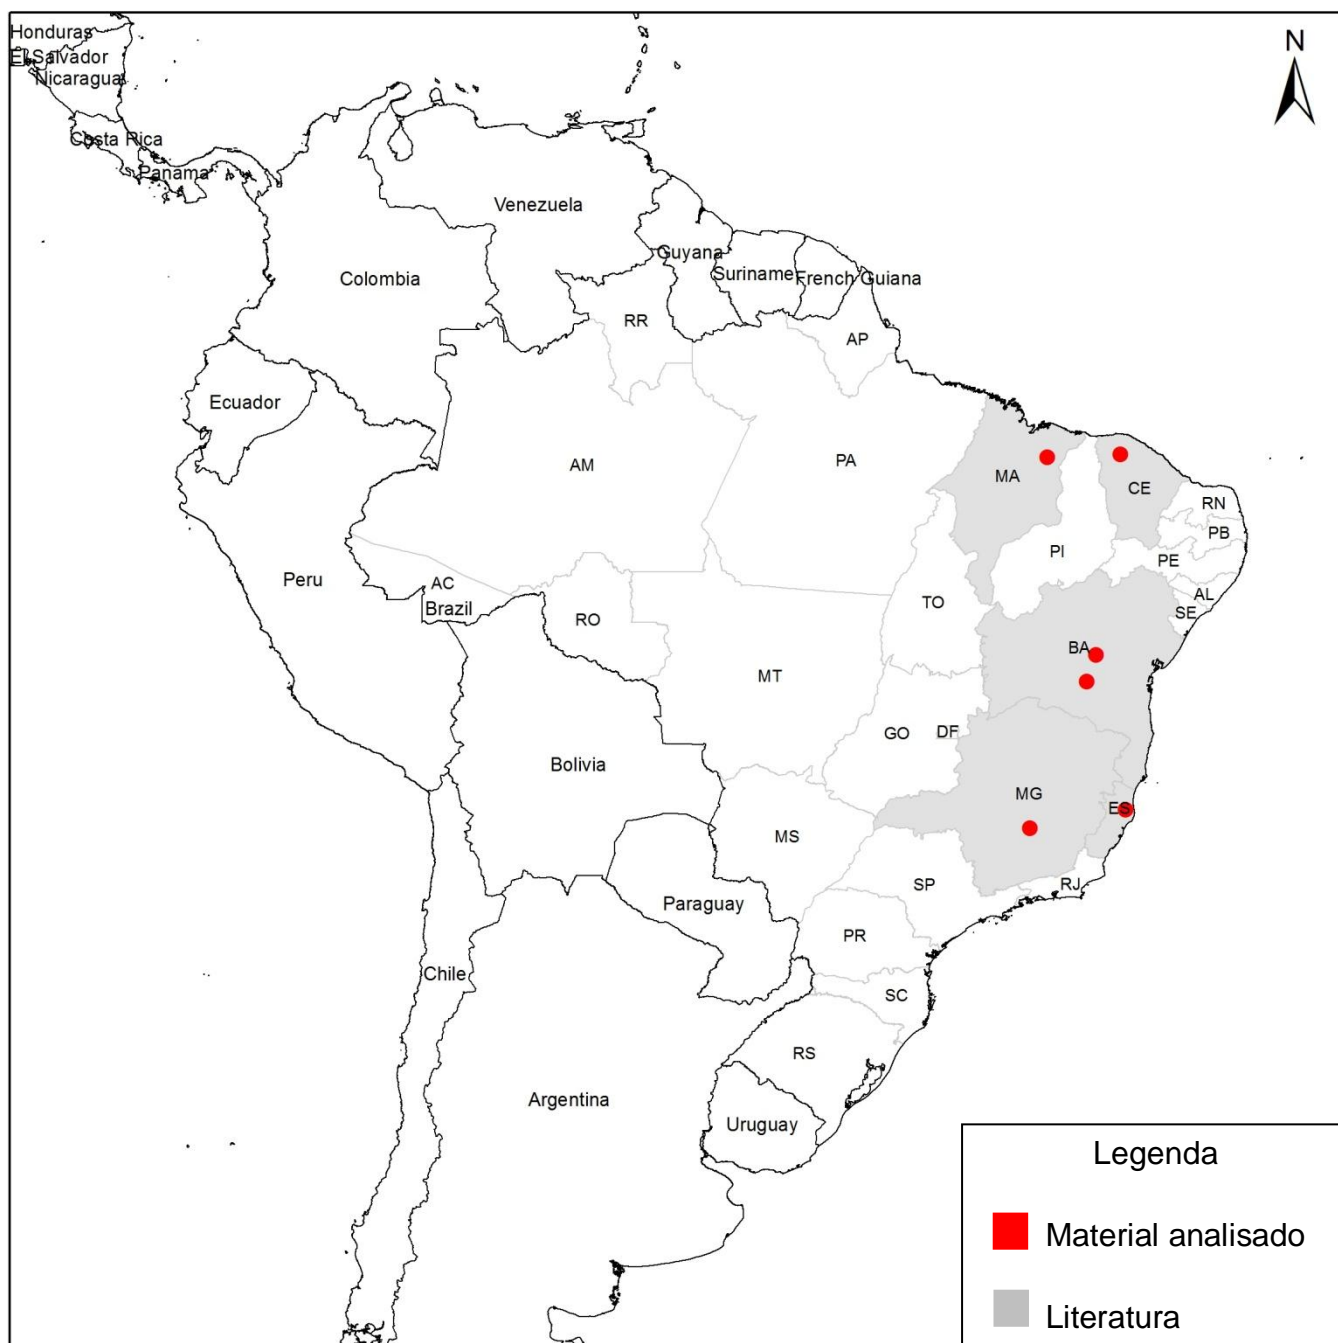 Honduras
El Salvador
Nicaragua
Costa Rica
Panama
N
Venezuela
Colombia
Guyana
Suriname
French Guiana
RR
AP
Ecuador
AM
PA
MA
CE
RN
PB
PI
PE
AL
SE
Peru
AC
Brazil
RO
TO
BA
MT
GO
DF
Bolivia
MG
ES
MS
SP
RJ
Paraguay
PR
Chile
SC
RS
Argentina
Uruguay
Legenda
Material analisado
Literatura